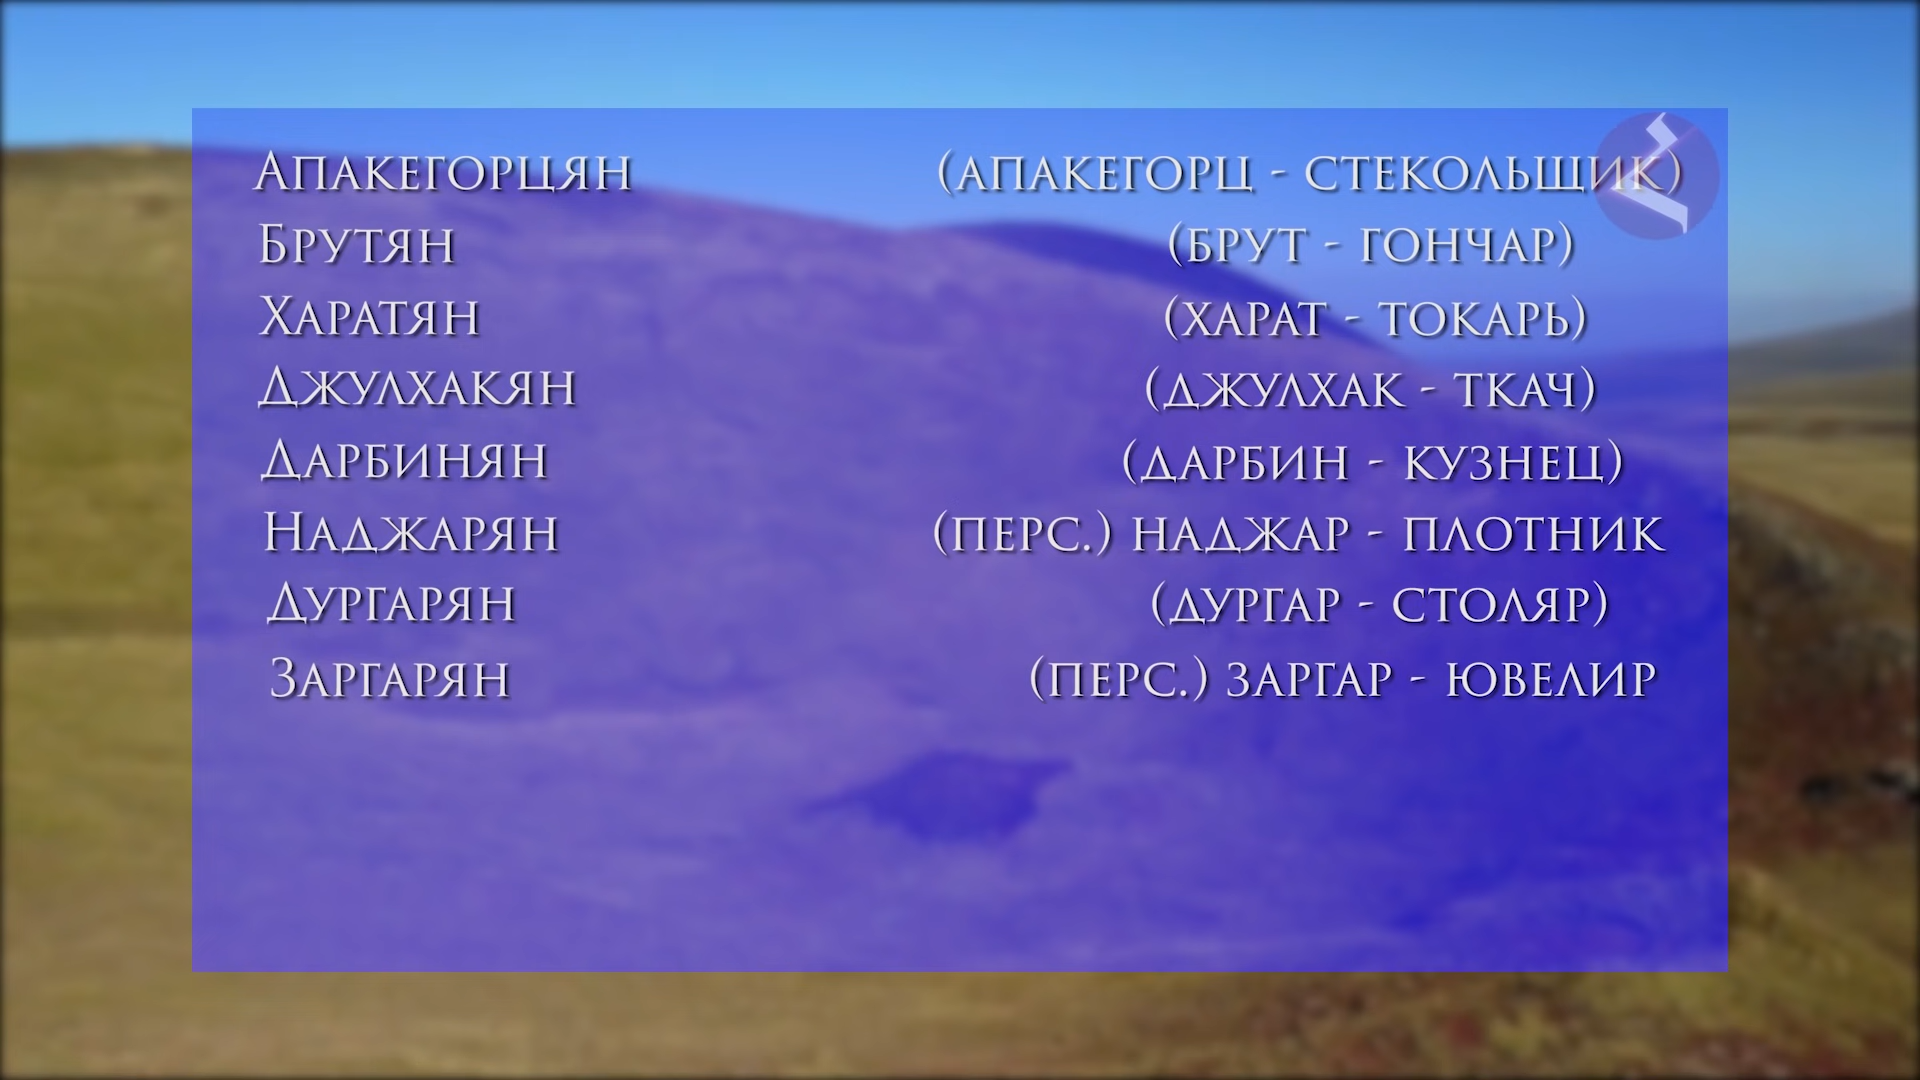 Апакегорцян (апакегорц - стекольщик)
Брутян (брут - гончар)
Харатян (харат - токарь)
Джулхакян (джулхак - ткач)
Дарбинян (дарбин - кузнец)
Наджарян (перс.) наджар - плотник
Дургарян (дургар - столяр)
Заргарян (перс.) заргар - ювелир